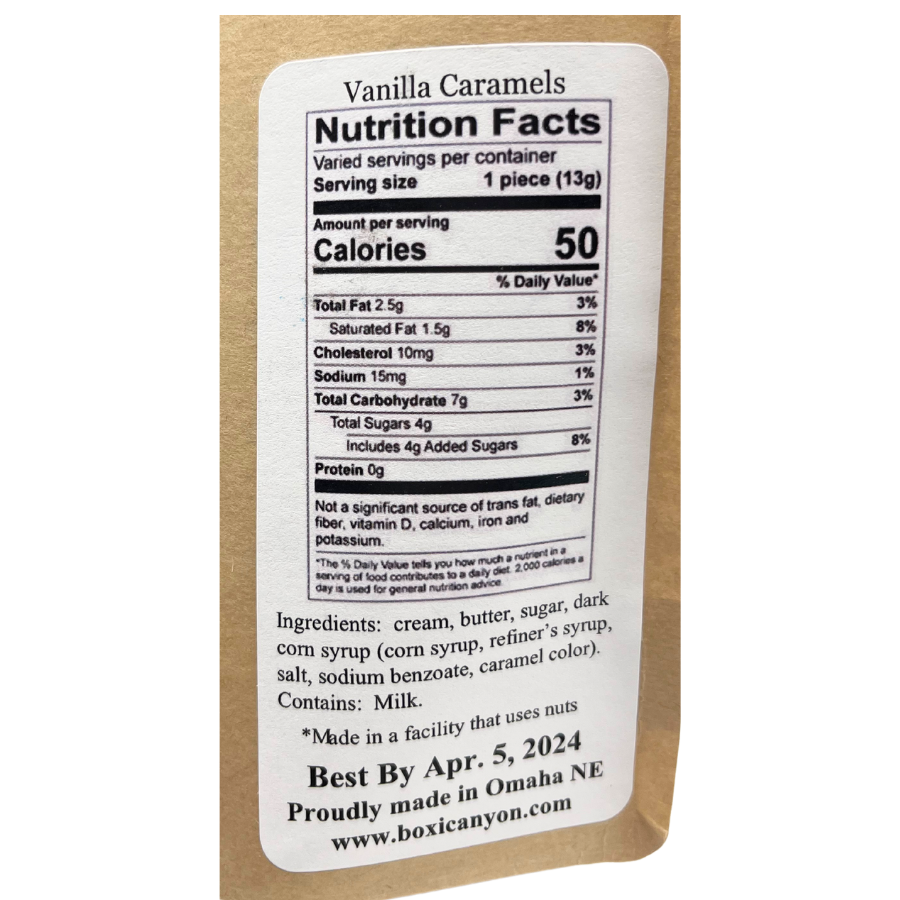 Vanilla Caramels
Nutrition Facts
Varied servings per container
Serving size 1 piece (13g)
Amount per serving
Calories 50
% Daily Value*
Total Fat 2.5g 3%
Saturated Fat 1.5g 8%
Cholesterol 10mg 3%
Sodium 15mg 1%
Total Carbohydrate 7g 3%
Total Sugars 4g
Includes 4g Added Sugars 8%
Protein 0g
Not a significant source of trans fat, dietary
fiber, vitamin D, calcium, iron and
potassium.
*The % Daily Value tells you how much a nutrient in a
serving of food contributes to a daily diet. 2,000 calories a
day is used for general nutrition advice.
Ingredients: cream, butter, sugar, dark
corn syrup (corn syrup, refiner's syrup,
salt, sodium benzoate, caramel color).
Contains: Milk.
*Made in a facility that uses nuts
Best By Apr. 5, 2024
Proudly made in Omaha NE
www.boxicanyon.com